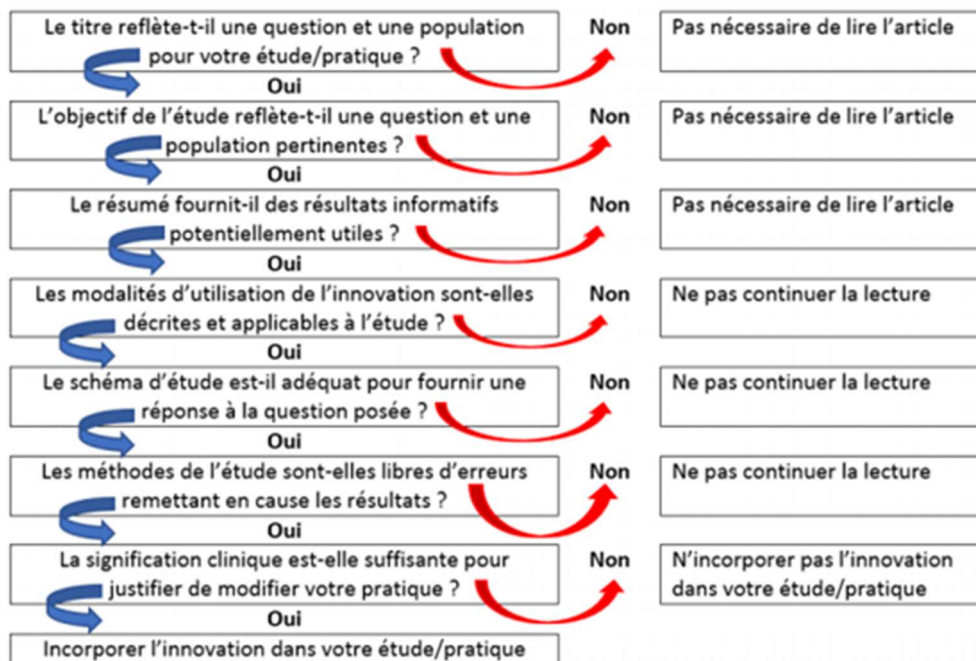 Le titre reflète-t-il une question et une population
pour votre étude/pratique ?
Non
Pas nécessaire de lire l'article
Oui
L'objectif de l'étude reflète-t-il une question et une
population pertinentes ?
Non
Pas nécessaire de lire l'article
Oui
Le résumé fournit-il des résultats informatifs
potentiellement utiles ?
Non
Pas nécessaire de lire l'article
Oui
Les modalités d'utilisation de l'innovation sont-elles
décrites et applicables à l'étude ?
Non
Ne pas continuer la lecture
Oui
Le schéma d'étude est-il adéquat pour fournir une
réponse à la question posée ?
Non
Ne pas continuer la lecture
Oui
Les méthodes de l'étude sont-elles libres d'erreurs
remettant en cause les résultats ?
Non
Ne pas continuer la lecture
Oui
La signification clinique est-elle suffisante pour
justifier de modifier votre pratique ?
Non
N'incorporer pas l'innovation
dans votre étude/pratique
Oui
Incorporer l'innovation dans votre étude/pratique